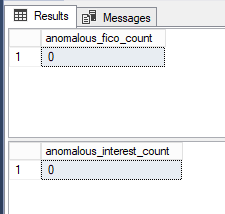 Results Messages
anomalous_fico_count
1 0
anomalous_interest_count
1 0